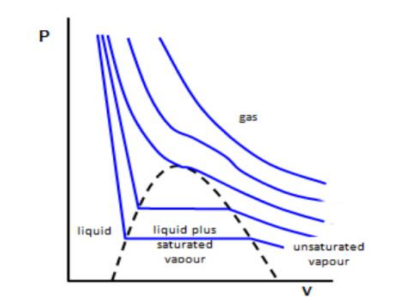 P
gas
liquid
liquid plus
saturated
vapour
unsaturated
vapour
V